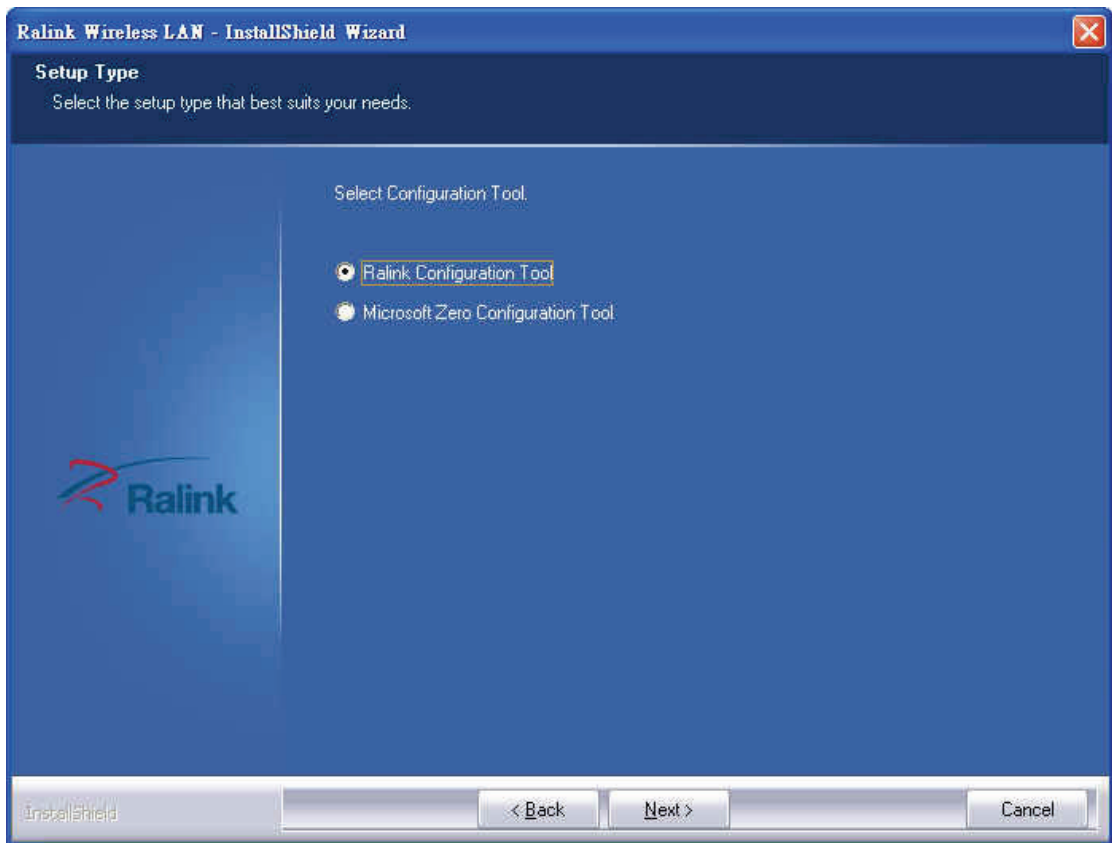 Ralink Wireless LAN - InstallShield Wizard
Setup Type
Select the setup type that best suits your needs.
Select Configuration Tool.
Ralink Configuration Tool
Microsoft Zero Configuration Tool
Ralink
InstallShield
< Back
Next >
Cancel